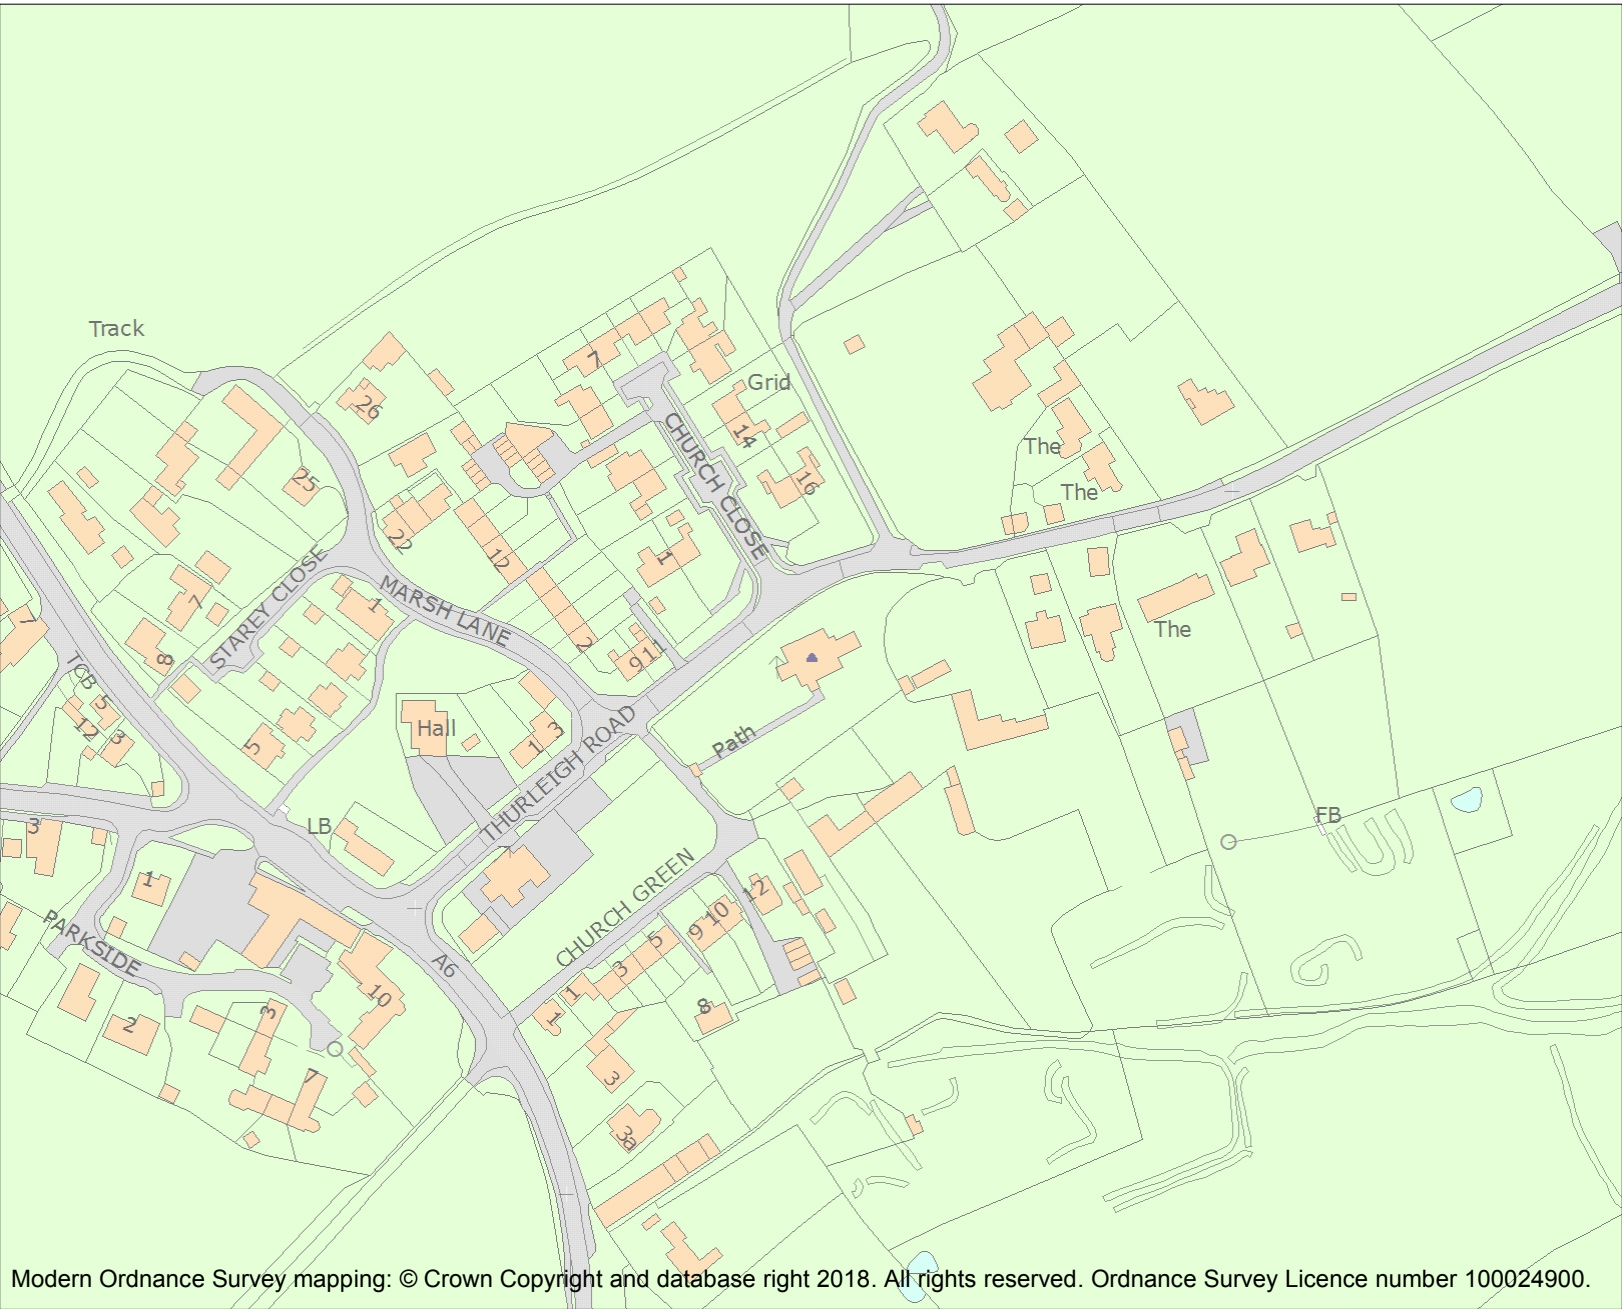 Track
Grid
26
7
14
CHURCH CLOSE
16
The
The
25
22
12
1
STAREY CLOSE
MARSH LANE
7
1
7
8
2
9 11
The
TCB 5
12
3
Hall
1 3
Path
5
THURLEIGH ROAD
LB
3
FB
1
CHURCH GREEN
12
9 10
5
PARKSIDE
A6
3
1
10
8
2
3
1
7
3
3a
Modern Ordnance Survey mapping: © Crown Copyright and database right 2018. All rights reserved. Ordnance Survey Licence number 100024900.